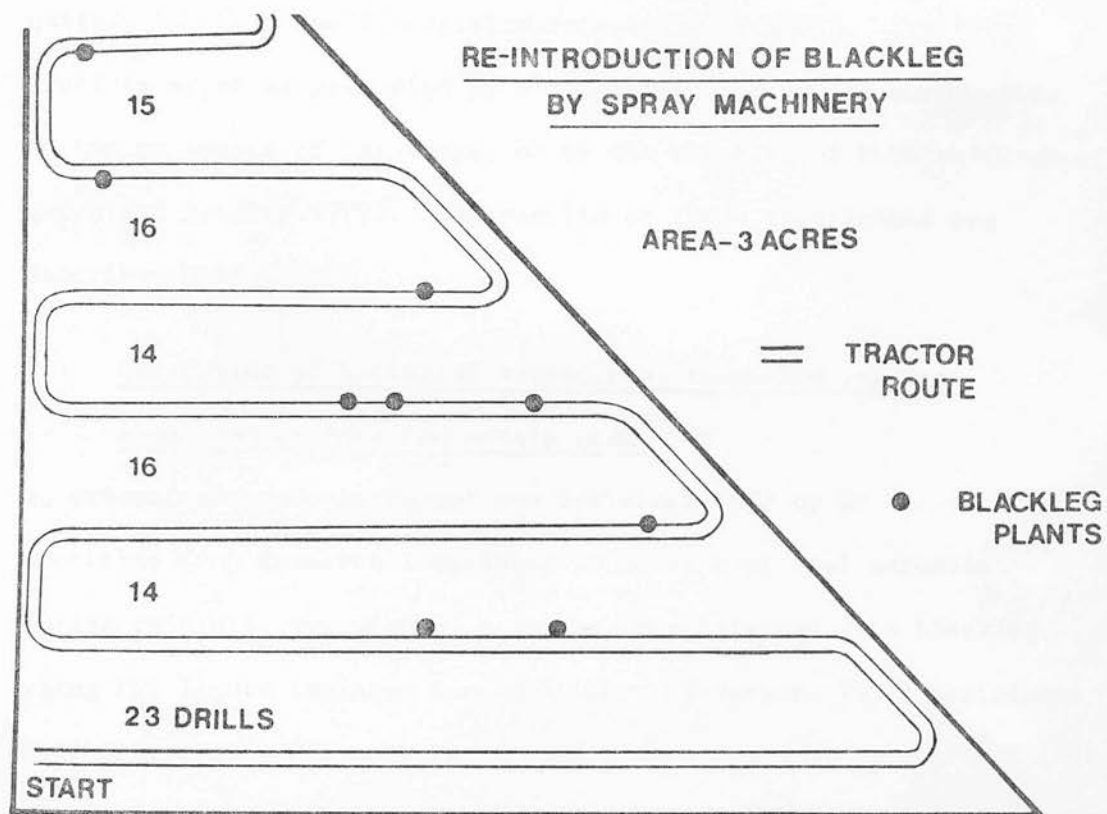 RE-INTRODUCTION OF BLACKLEG
BY SPRAY MACHINERY
15
16
AREA-3 ACRES
14
TRACTOR
ROUTE
16
BLACKLEG
PLANTS
14
23 DRILLS
START